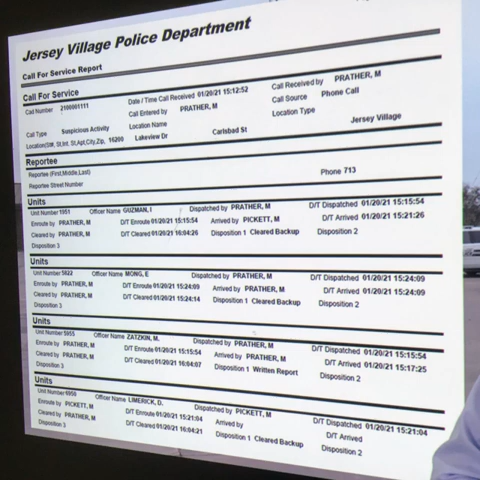 Jersey Village Police Department
Call For Service Report
Call For Service
Cad Number 2100001111 Date / Time Call Received 01/20/21 15:12:52 Call Received by PRATHER, M
Call Entered by PRATHER, M Call Source Phone Call
Call Type Suspicious Activity Location Name Location Type
Location(St#, St,Int. St,Apt,City,Zip, 16200 Lakeview Dr Carlsbad St Jersey Village
Reportee
Reportee (First,Middle,Last) Phone 713
Reportee Street Number
Units
Unit Number 1951 Officer Name GUZMAN, I Dispatched by PRATHER, M D/T Dispatched 01/20/21 15:15:54
Enroute by PRATHER, M D/T Enroute 01/20/21 15:15:54 Arrived by PICKETT, M D/T Arrived 01/20/21 15:21:26
Cleared by PRATHER, M D/T Cleared 01/20/21 16:04:26 Disposition 1 Cleared Backup Disposition 2
Disposition 3
Units
Unit Number 5022 Officer Name MONG, E Dispatched by PRATHER, M D/T Dispatched 01/20/21 15:24:09
Enroute by PRATHER, M D/T Enroute 01/20/21 15:24:09 Arrived by PRATHER, M D/T Arrived 01/20/21 15:24:09
Cleared by PRATHER, M D/T Cleared 01/20/21 15:24:14 Disposition 1 Cleared Backup Disposition 2
Disposition 3
Units
Unit Number 5955 Officer Name ZATZKIN, M. Dispatched by PRATHER, M D/T Dispatched 01/20/21 15:15:54
Enroute by PRATHER, M D/T Enroute 01/20/21 15:15:54 Arrived by PRATHER, M D/T Arrived 01/20/21 15:17:25
Cleared by PRATHER, M D/T Cleared 01/20/21 16:04:07 Disposition 1 Written Report Disposition 2
Disposition 3
Units
Unit Number 6950 Officer Name LIMERICK, D. Dispatched by PICKETT, M D/T Dispatched 01/20/21 15:21:04
Enroute by PICKETT, M D/T Enroute 01/20/21 15:21:04 Arrived by D/T Arrived
Cleared by PRATHER, M D/T Cleared 01/20/21 16:04:21 Disposition 1 Cleared Backup Disposition 2
Disposition 3